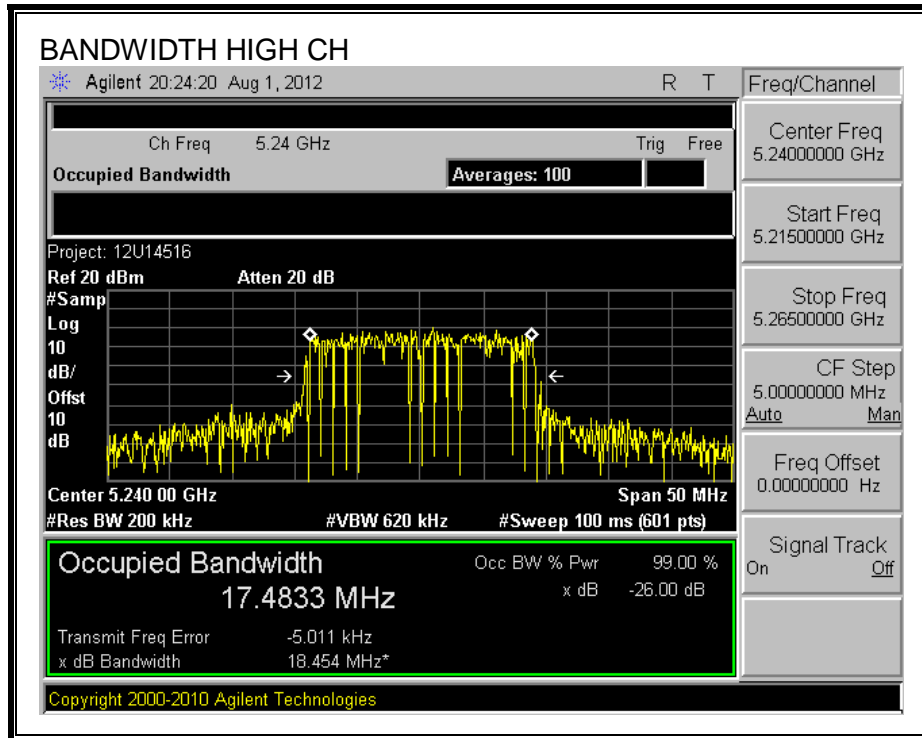 BANDWIDTH HIGH CH
Agilent 20:24:20 Aug 1, 2012 R T
Freq/Channel
Ch Freq 5.24 GHz Trig Free
Occupied Bandwidth Averages: 100
Center Freq
5.24000000 GHz
Start Freq
5.21500000 GHz
Stop Freq
5.26500000 GHz
CF Step
5.00000000 MHz
Auto Man
Freq Offset
0.00000000 Hz
Signal Track
On Off
Project: 12U14516
Ref 20 dBm Atten 20 dB
#Samp
Log
10
dB/
Offst
10
dB
Center 5.240 00 GHz Span 50 MHz
#Res BW 200 kHz #VBW 620 kHz #Sweep 100 ms (601 pts)
Occupied Bandwidth Occ BW % Pwr 99.00 %
17.4833 MHz x dB -26.00 dB
Transmit Freq Error -5.011 kHz
x dB Bandwidth 18.454 MHz*
Copyright 2000-2010 Agilent Technologies